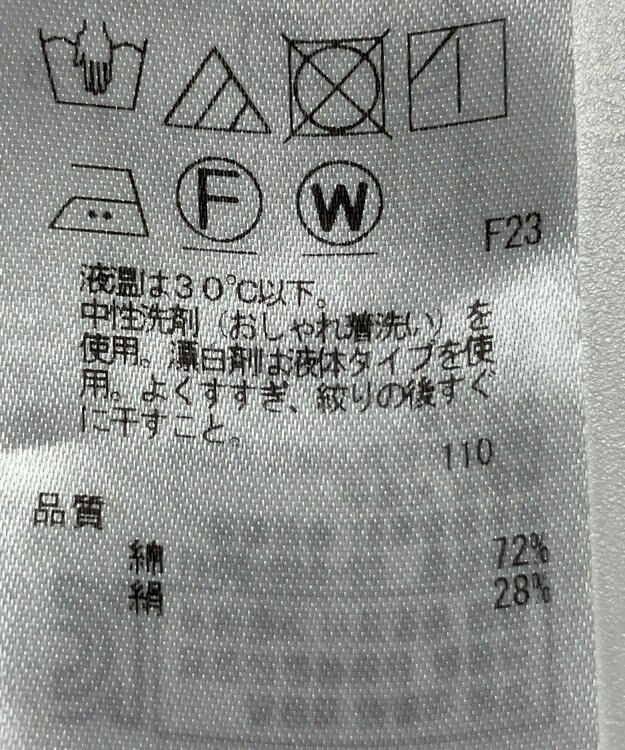 F
W
F23
液温は30℃以下。
中性洗剤(おしゃれ着洗い)を
使用。漂白剤は液体タイプを使
用。よくすすぎ、絞りの後すぐ
に干すこと。
110
品質
綿 72%
絹 28%